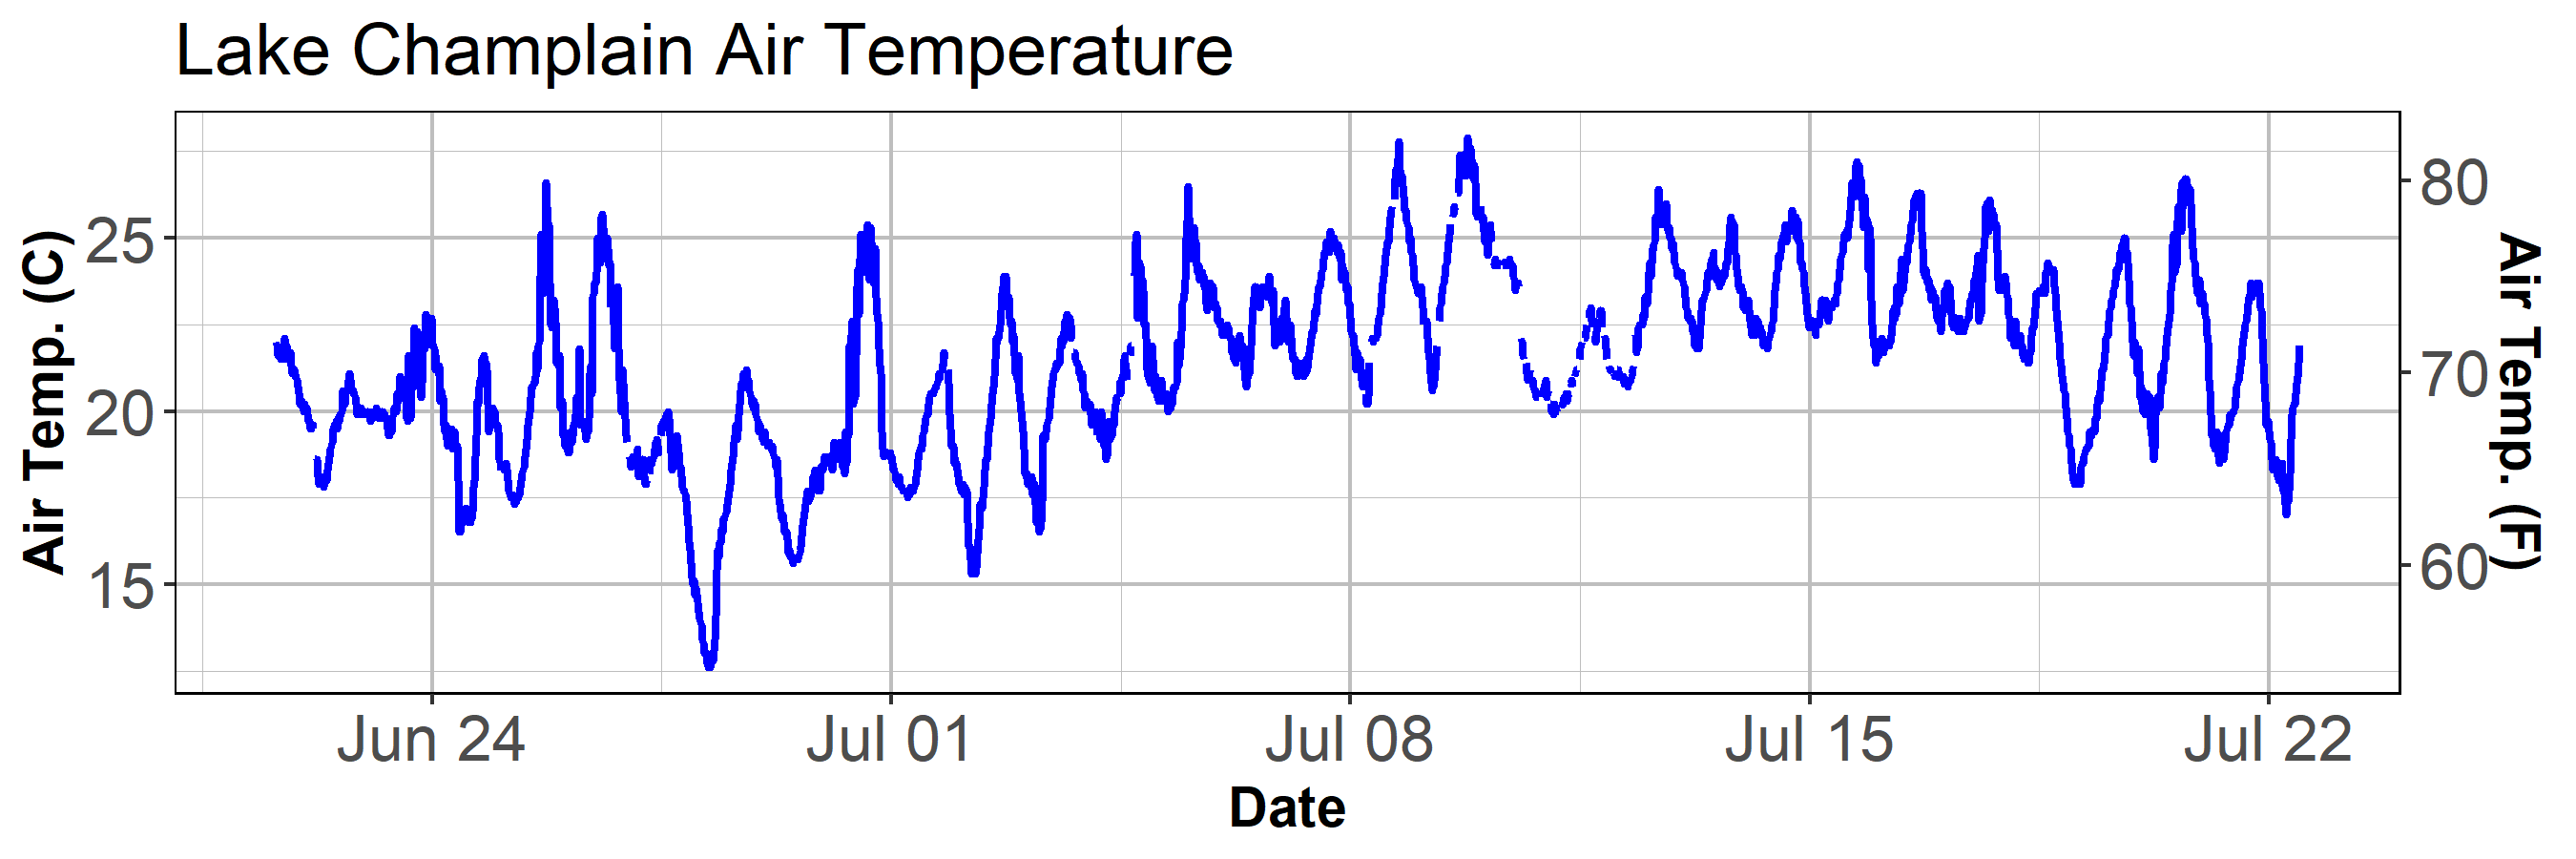 Lake Champlain Air Temperature
Air Temp. (C)
25
20
15
80
70
60
Air Temp. (F)
Jun 24
Jul 01
Jul 08
Jul 15
Jul 22
Date